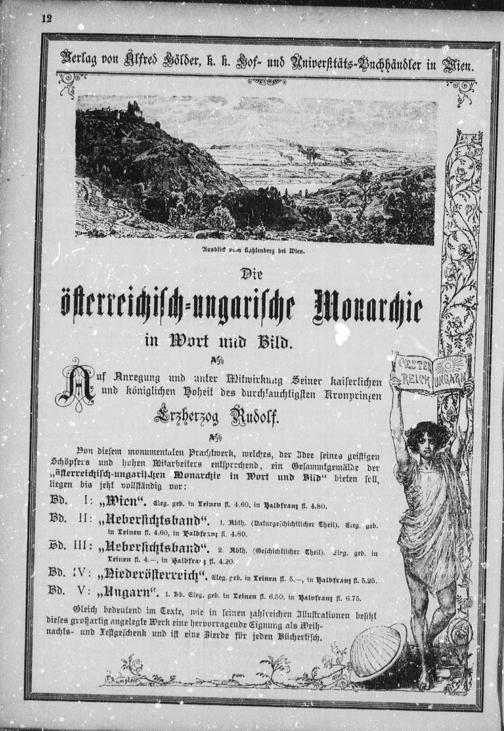 12
Verlag von Alfred Hölder, k. k. Hof- und Universitäts-Buchhändler in Wien.
Ausblick vom Kahlenberg bei Wien.
Die
österreichisch-ungarische Monarchie
in Wort und Bild.
Auf Anregung und unter Mitwirkung Seiner kaiserlichen
und königlichen Hoheit des durchlauchtigsten Kronprinzen
Erzherzog Rudolf.
OESTER
REICH
UNGARN
Von diesem monumentalen Prachtwerk, welches, der Idee seines geistigen
Schöpfers und hohen Mitarbeiters entsprechend, ein Gesammtgemälde der
„österreichisch-ungarischen Monarchie in Wort und Bild" bieten soll,
liegen bis jetzt vollständig vor:
Bd. I: „Wien". Eleg. geb. in Leinen fl. 4.60, in Halbfranz fl. 4.80.
Bd. II: „Uebersichtsband". 1. Abth. (Naturgeschichtlicher Theil). Eleg. geb.
in Leinen fl. 4.60, in Halbfranz fl. 4.80.
Bd. III: „Uebersichtsband". 2. Abth. (Geschichtlicher Theil). Eleg. geb. in
Leinen fl. 4.–, in Halbfranz fl. 4.20.
Bd. IV: „Niederösterreich". Eleg. geb. in Leinen fl. 5.–, in Halbfranz fl. 5.25.
Bd. V: „Ungarn". 1. Bd. Eleg. geb. in Leinen fl. 6.50, in Halbfranz fl. 6.75.
Gleich bedeutend im Texte, wie in seinen zahlreichen Illustrationen besitzt
dieses großartig angelegte Werk eine hervorragende Eignung als Weih-
nachts- und Festgeschenk und ist eine Zierde für jeden Büchertisch.